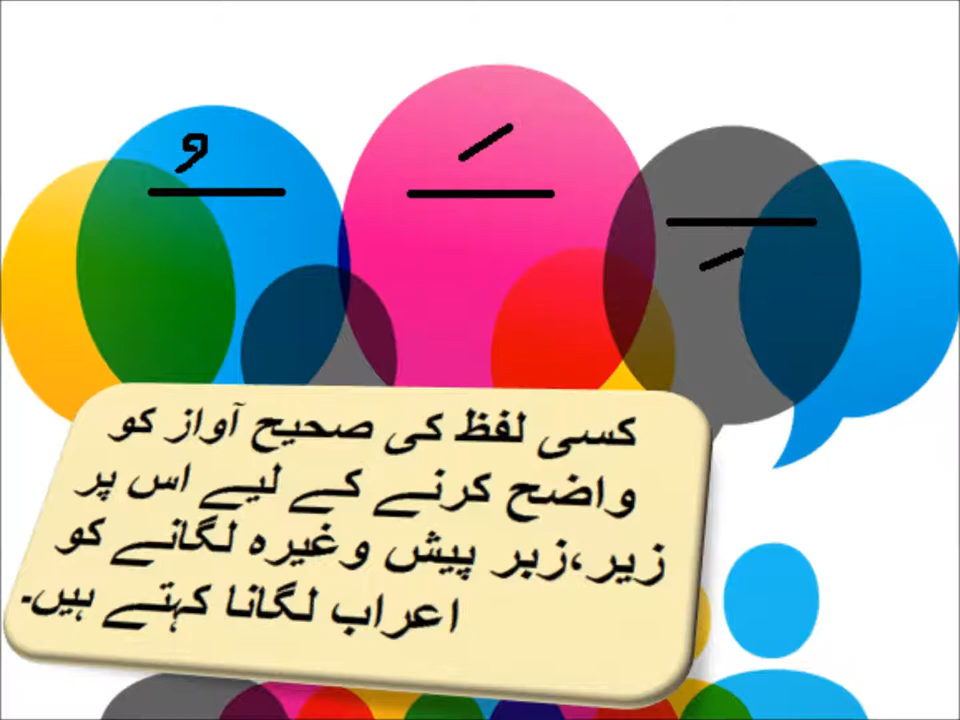 کسی لفظ کی صحیح آواز کو
واضح کرنے کے لیے اس پر
زیر،زبر پیش وغیرہ لگانے کو
اعراب لگانا کہتے ہیں۔